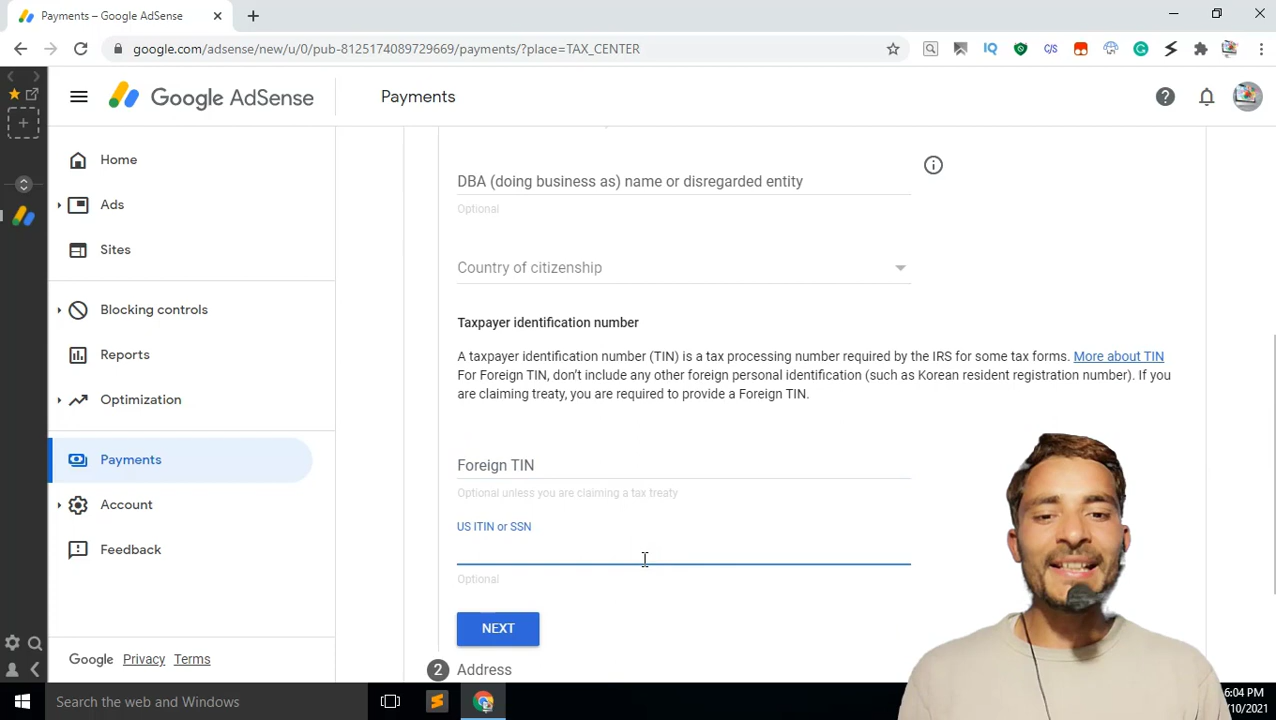 Payments – Google AdSense
google.com/adsense/new/u/0/pub-8125174089729669/payments/?place=TAX_CENTER
Google AdSense
Payments
Home
Ads
Sites
Blocking controls
Reports
Optimization
Payments
Account
Feedback
Google Privacy Terms
DBA (doing business as) name or disregarded entity
Optional
Country of citizenship
Taxpayer identification number
A taxpayer identification number (TIN) is a tax processing number required by the IRS for some tax forms. More about TIN
For Foreign TIN, don't include any other foreign personal identification (such as Korean resident registration number). If you
are claiming treaty, you are required to provide a Foreign TIN.
Foreign TIN
Optional unless you are claiming a tax treaty
US ITIN or SSN
Optional
NEXT
2 Address
Search the web and Windows
6:04 PM
/10/2021